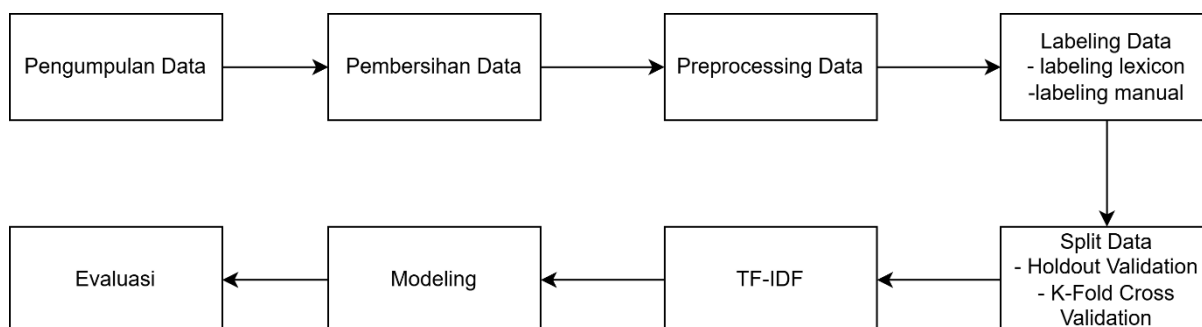 Pengumpulan Data
Pembersihan Data
Preprocessing Data
Labeling Data
- labeling lexicon
-labeling manual
Split Data
- Holdout Validation
- K-Fold Cross
Validation
TF-IDF
Modeling
Evaluasi